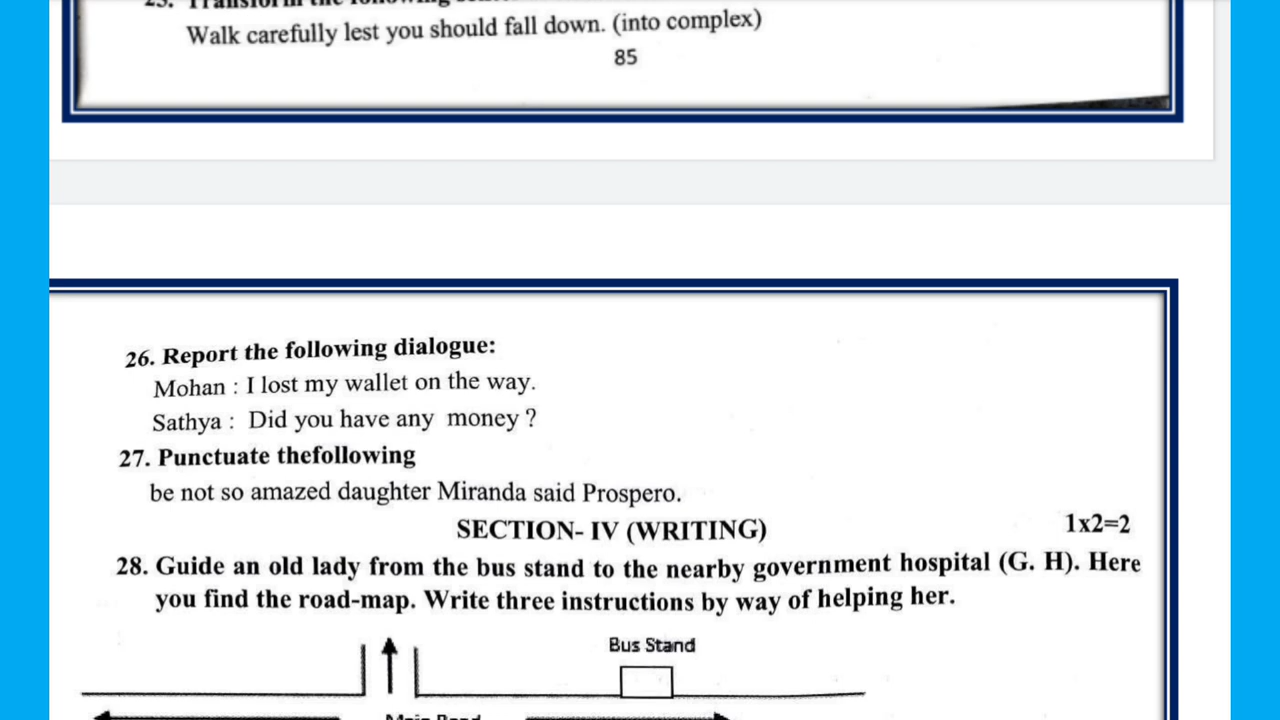 25. Transform the following
Walk carefully lest you should fall down. (into complex)
85
26. Report the following dialogue:
Mohan : I lost my wallet on the way.
Sathya : Did you have any money ?
27. Punctuate thefollowing
be not so amazed daughter Miranda said Prospero.
SECTION- IV (WRITING) 1x2=2
28. Guide an old lady from the bus stand to the nearby government hospital (G. H). Here
you find the road-map. Write three instructions by way of helping her.
Bus Stand
Main Road